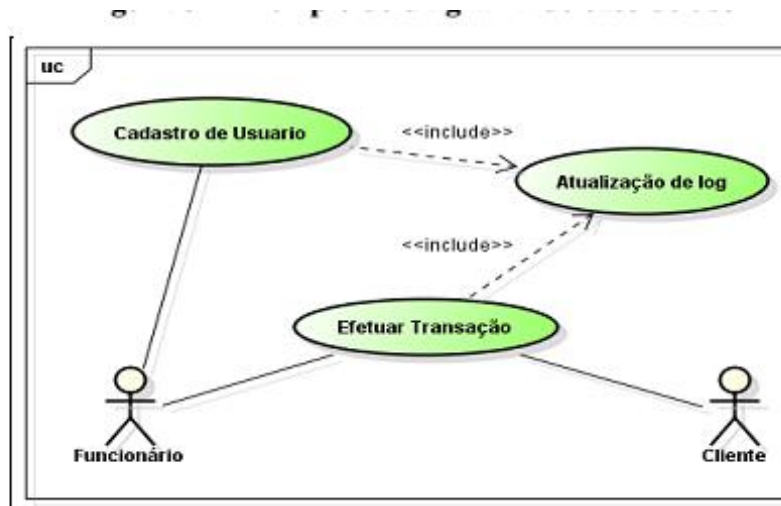 uc
Cadastro de Usuario
<<include>>
Atualização de log
<<include>>
Efetuar Transação
Funcionário
Cliente